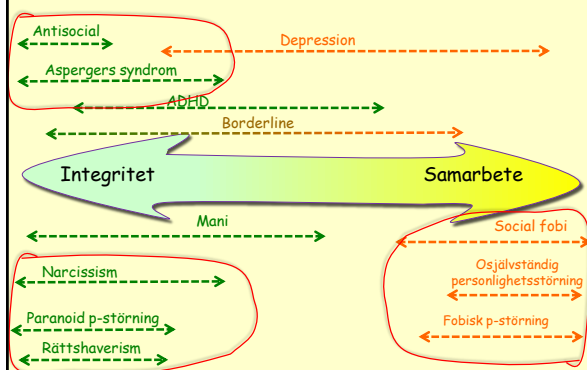 Antisocial
Depression
Aspergers syndrom
ADHD
Borderline
Integritet
Samarbete
Mani
Social fobi
Narcissism
Osjälvständig
personlighetsstörning
Paranoid p-störning
Fobisk p-störning
Rättshaverism